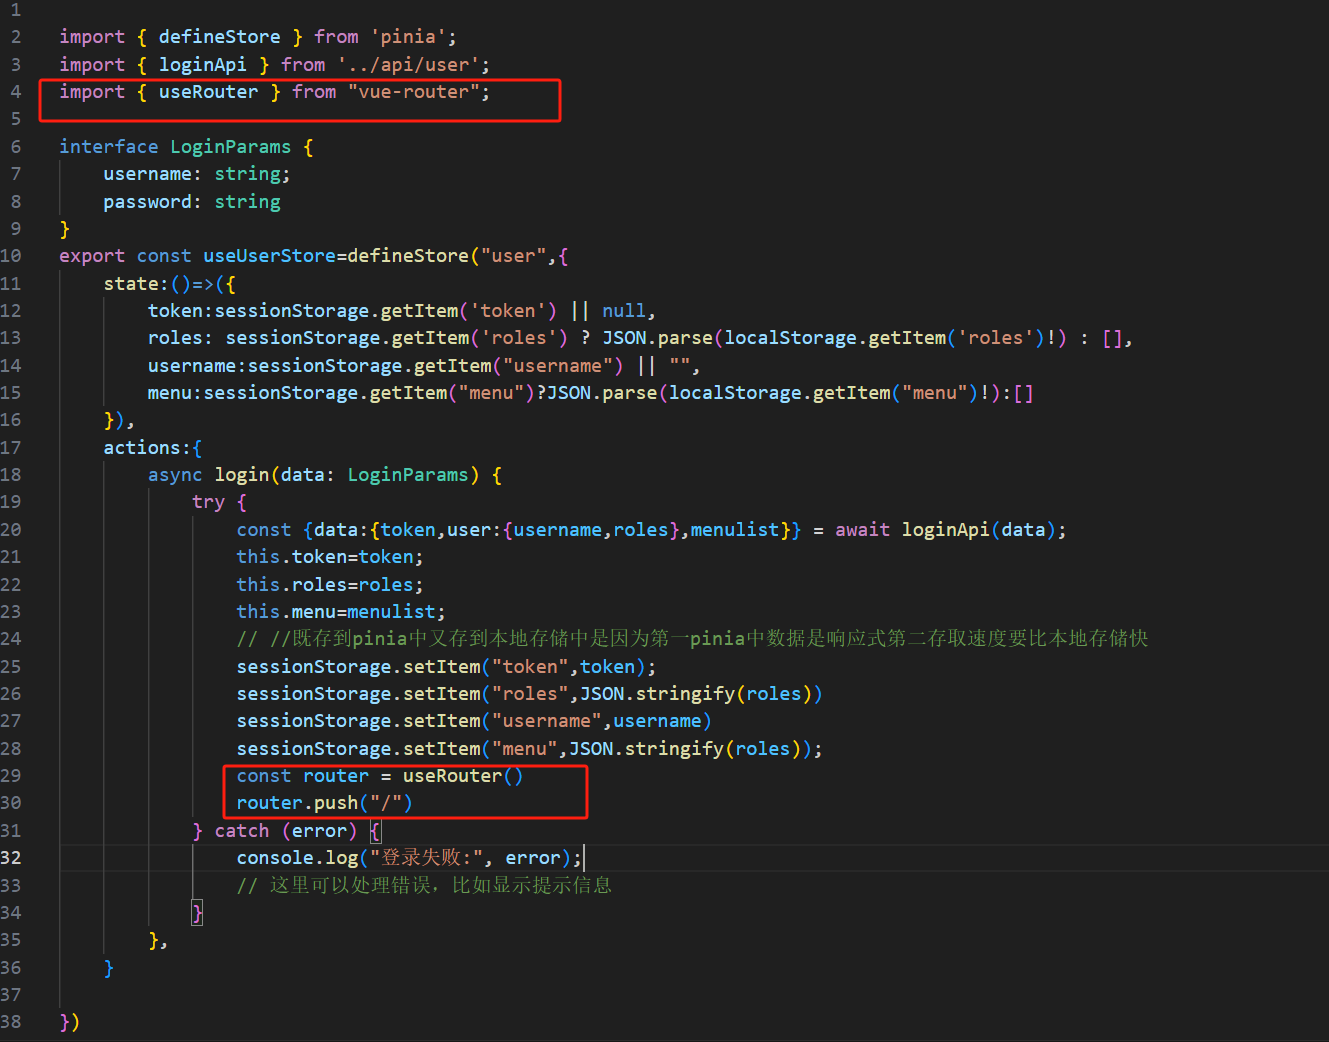 1
2 import { defineStore } from 'pinia';
3 import { loginApi } from '../api/user';
4 import { useRouter } from "vue-router";
5
6 interface LoginParams {
7     username: string;
8     password: string
9 }
10 export const useUserStore=defineStore("user",{
11     state:()=>({
12         token:sessionStorage.getItem('token') || null,
13         roles: sessionStorage.getItem('roles') ? JSON.parse(localStorage.getItem('roles')!) : [],
14         username:sessionStorage.getItem("username") || "",
15         menu:sessionStorage.getItem("menu")?JSON.parse(localStorage.getItem("menu")!):[]
16     }),
17     actions:{
18         async login(data: LoginParams) {
19             try {
20                 const {data:{token,user:{username,roles},menulist}} = await loginApi(data);
21                 this.token=token;
22                 this.roles=roles;
23                 this.menu=menulist;
24                 // //既存到pinia中又存到本地存储中是因为第一pinia中数据是响应式第二存取速度要比本地存储快
25                 sessionStorage.setItem("token",token);
26                 sessionStorage.setItem("roles",JSON.stringify(roles))
27                 sessionStorage.setItem("username",username)
28                 sessionStorage.setItem("menu",JSON.stringify(roles));
29                 const router = useRouter()
30                 router.push("/")
31             } catch (error) {
32                 console.log("登录失败:", error);
33                 // 这里可以处理错误，比如显示提示信息
34             }
35         },
36     }
37
38 })